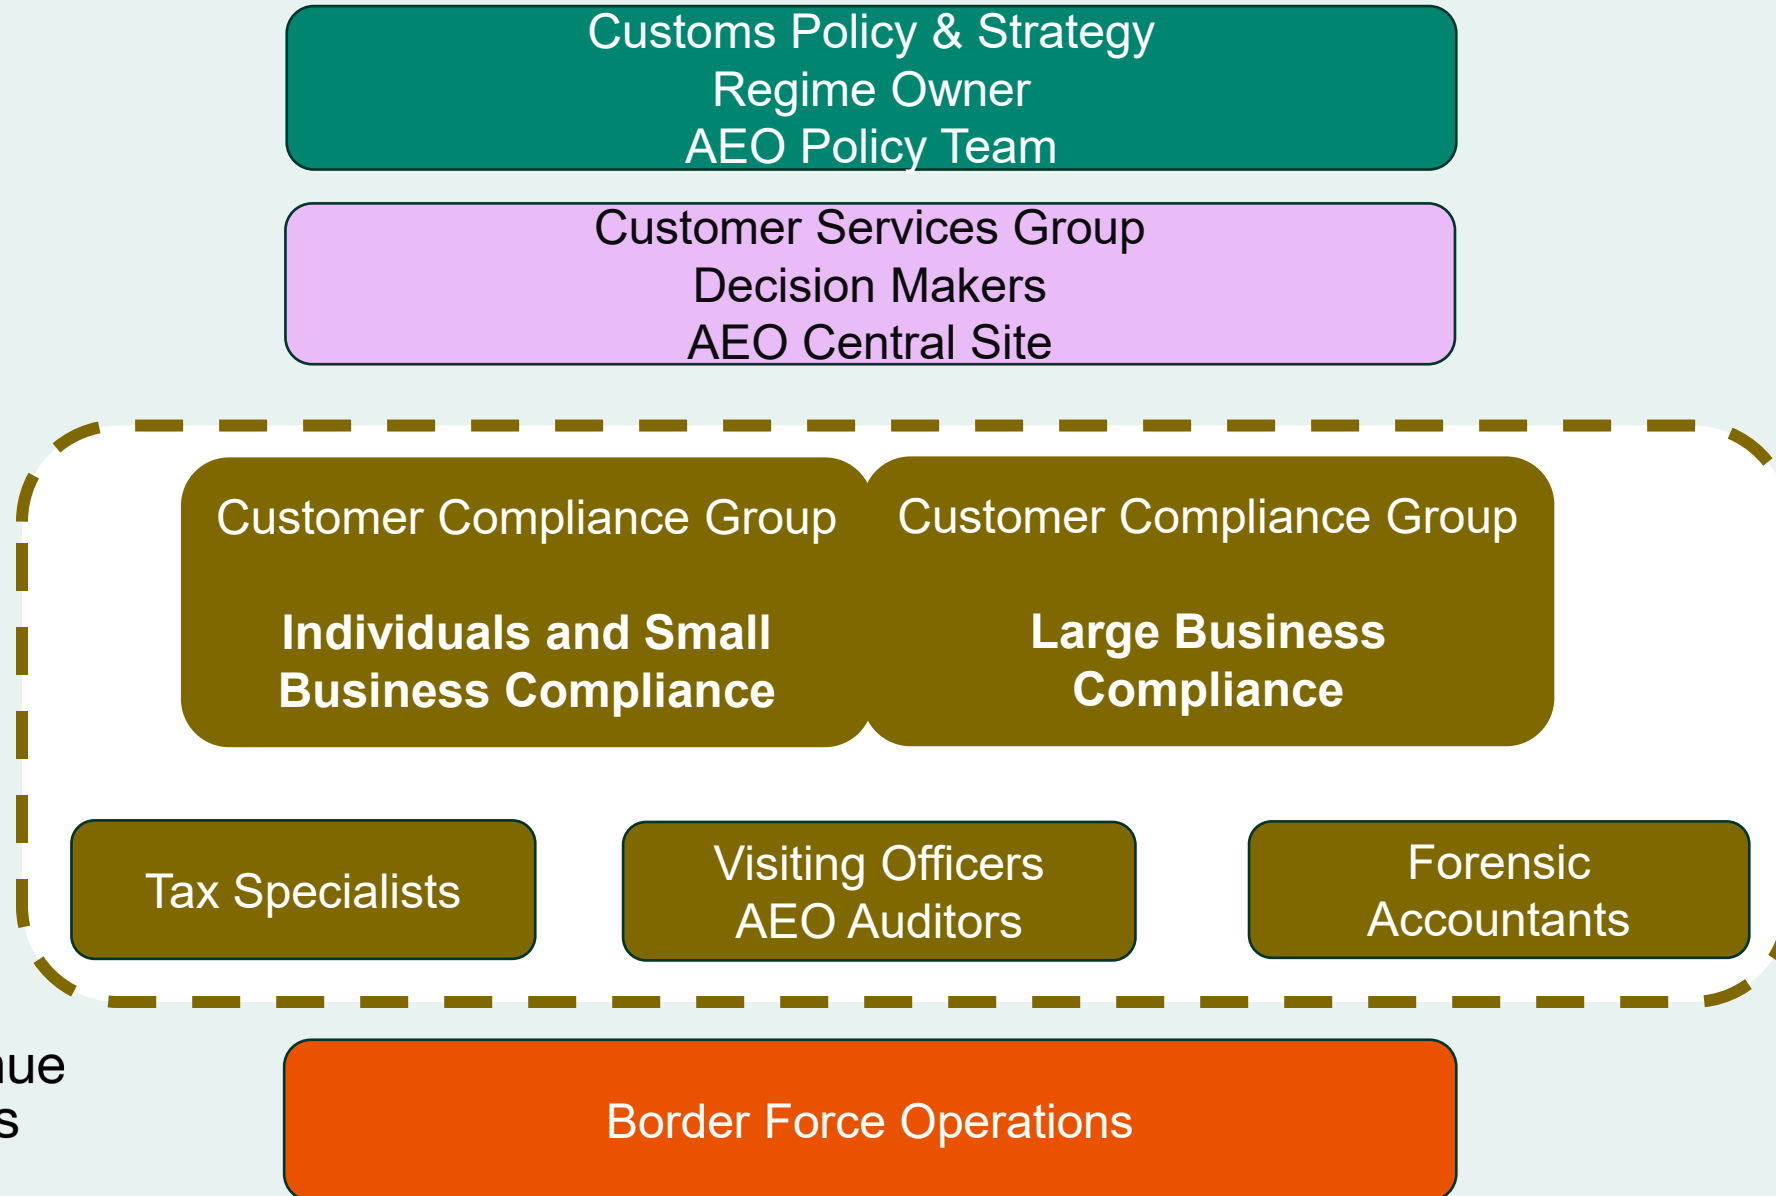 Customs Policy & Strategy
Regime Owner
AEO Policy Team
Customer Services Group
Decision Makers
AEO Central Site
Customer Compliance Group
Individuals and Small
Business Compliance
Customer Compliance Group
Large Business
Compliance
Tax Specialists
Visiting Officers
AEO Auditors
Forensic
Accountants
Border Force Operations